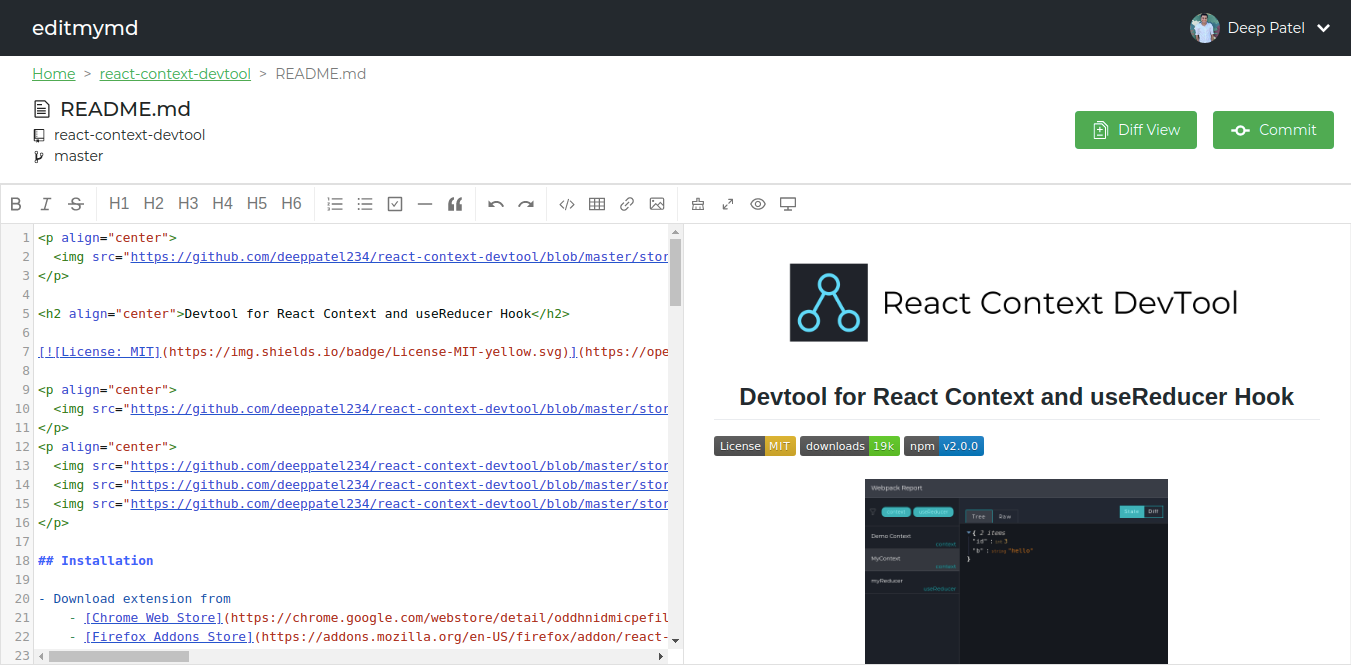 editmymd
Deep Patel
Home > react-context-devtool > README.md
README.md
react-context-devtool
master
Diff View
Commit
B I S H1 H2 H3 H4 H5 H6
1 <p align="center">
2 <img src="https://github.com/deeppatel234/react-context-devtool/blob/master/stor
3 </p>
4
5 <h2 align="center">Devtool for React Context and useReducer Hook</h2>
6
7 [![License: MIT](https://img.shields.io/badge/License-MIT-yellow.svg)](https://ope
8
9 <p align="center">
10 <img src="https://github.com/deeppatel234/react-context-devtool/blob/master/stor
11 </p>
12 <p align="center">
13 <img src="https://github.com/deeppatel234/react-context-devtool/blob/master/stor
14 <img src="https://github.com/deeppatel234/react-context-devtool/blob/master/stor
15 <img src="https://github.com/deeppatel234/react-context-devtool/blob/master/stor
16 </p>
17
18 ## Installation
19
20 - Download extension from
21 - [Chrome Web Store](https://chrome.google.com/webstore/detail/oddhnidmicpefil
22 - [Firefox Addons Store](https://addons.mozilla.org/en-US/firefox/addon/react-
23
React Context DevTool
Devtool for React Context and useReducer Hook
License MIT downloads 19k npm v2.0.0
Webpack Report
context useReducer
Tree Raw
State Diff
Demo Context
context
MyContext
context
myReducer
useReducer
{ 2 items
"id" : int 3
"b" : string "hello"
}